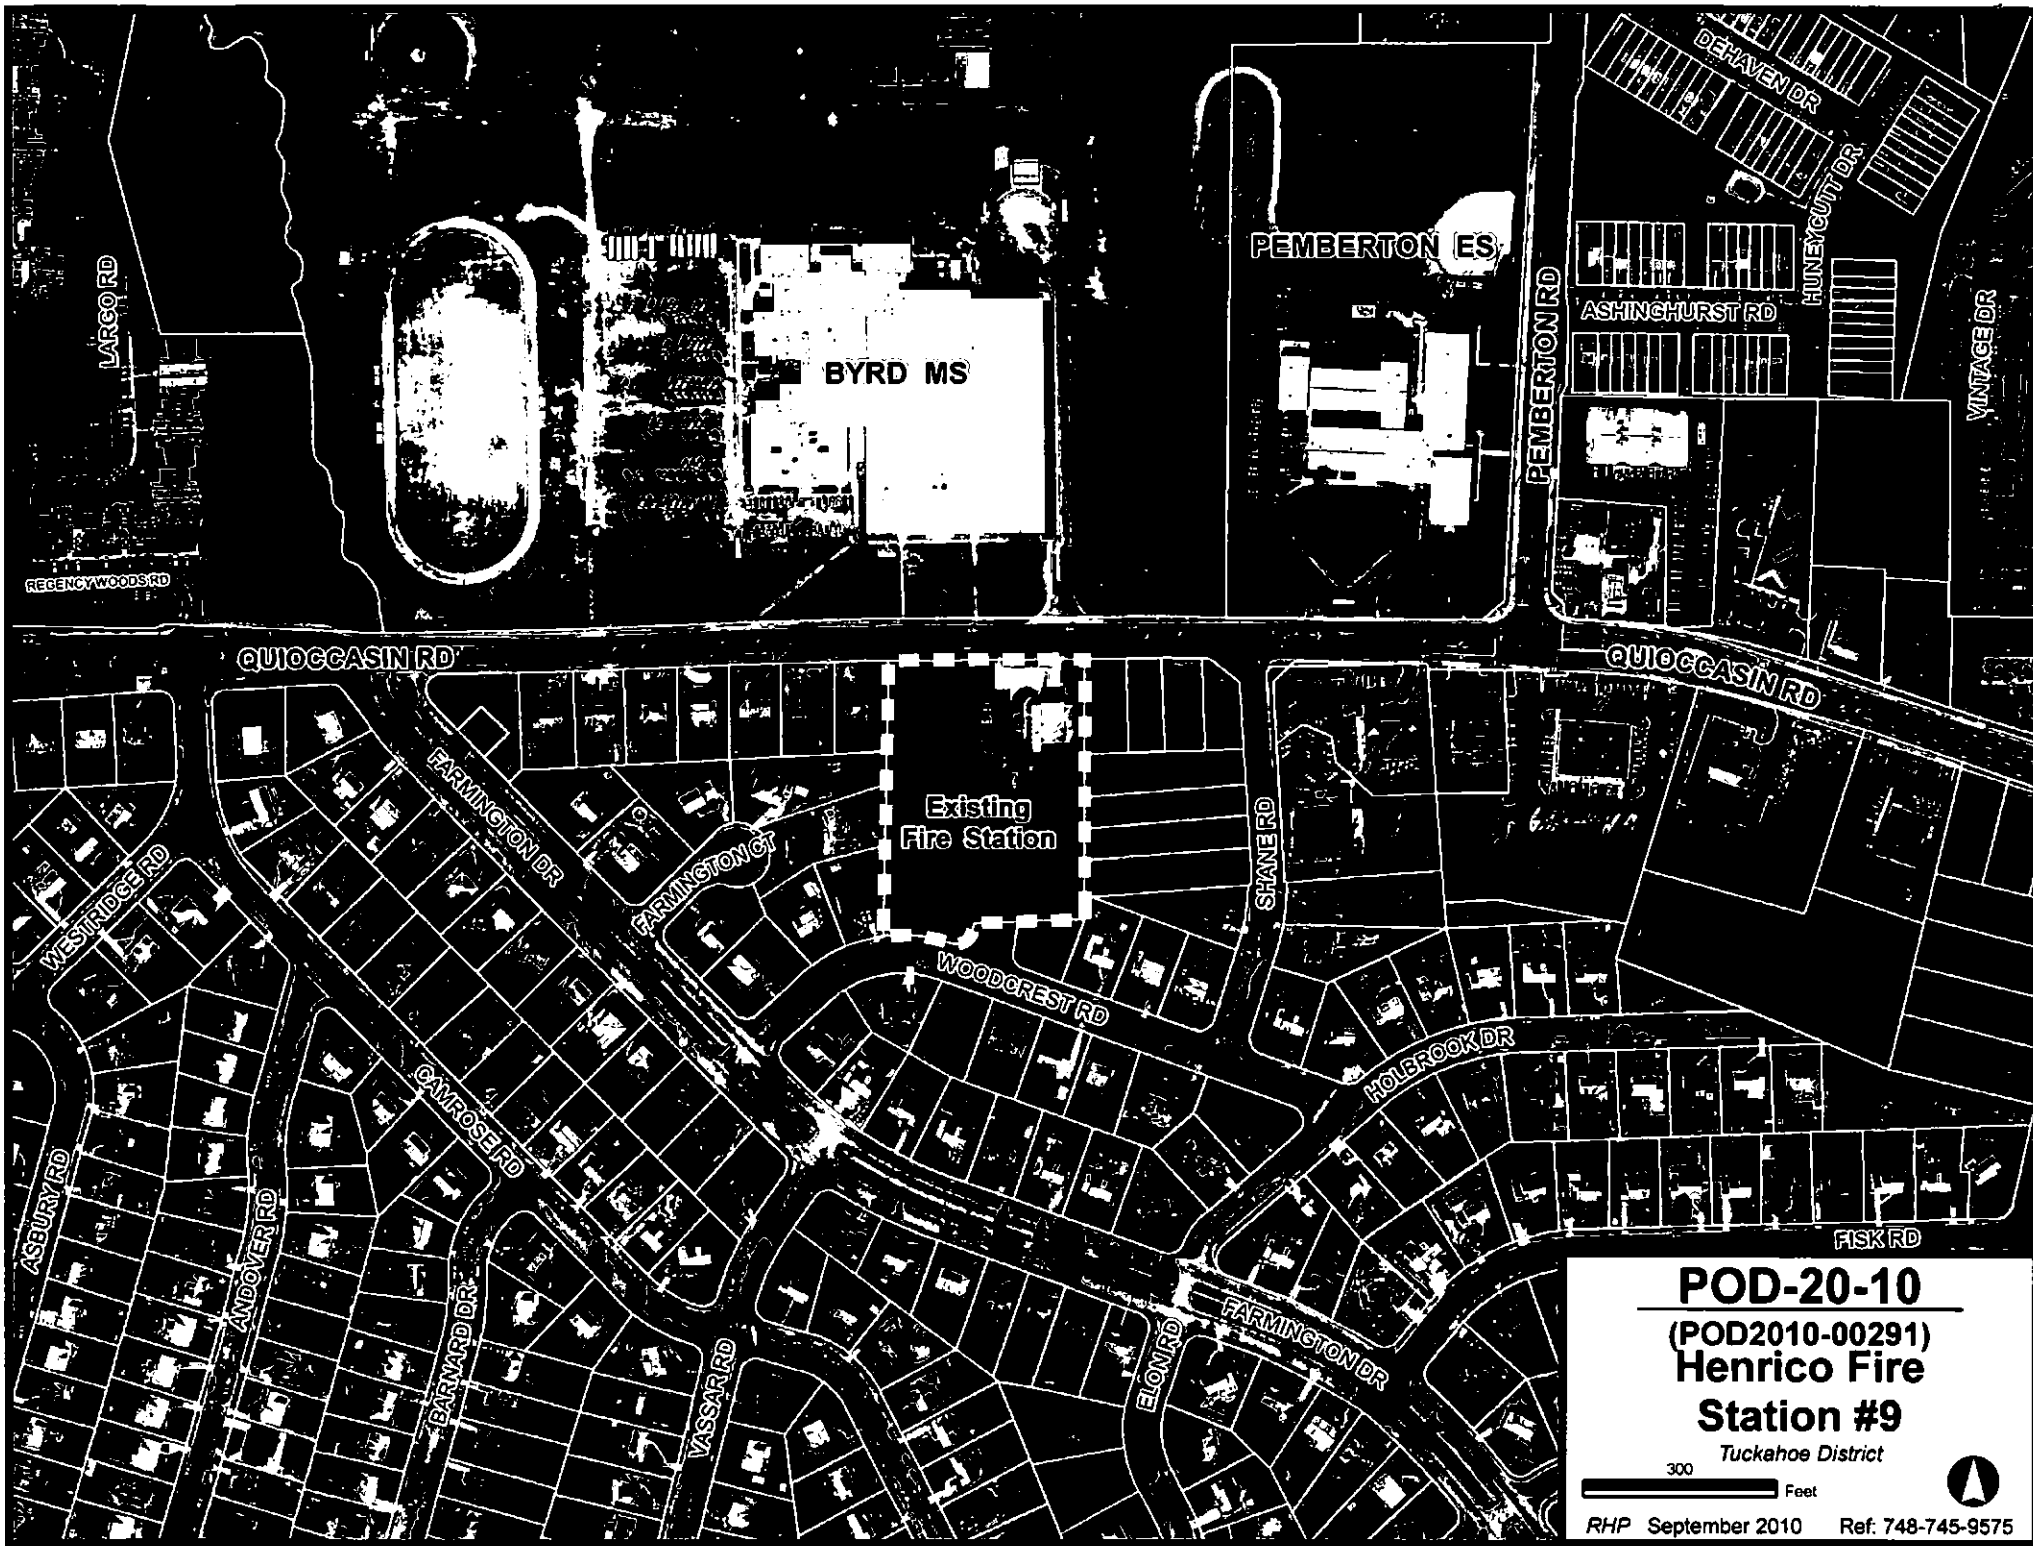 DEHAVEN DR
HUNEYCUTT DR
PEMBERTON ES
LARGO RD
PEMBERTON RD
ASHINGHURST RD
VINTAGE DR
BYRD MS
REGENCY WOODS RD
QUIOCCASIN RD
QUIOCCASIN RD
FARMINGTON DR
Existing
Fire Station
FARMINGTON CT
SHANE RD
WESTRIDGE RD
WOODCREST RD
HOLBROOK DR
CAMROSE RD
ASBURY RD
ANDOVER RD
BARNARD DR
VASSAR RD
ELON RD
FARMINGTON DR
FISK RD
POD-20-10
(POD2010-00291)
Henrico Fire
Station #9
Tuckahoe District
300
Feet
RHP September 2010 Ref: 748-745-9575